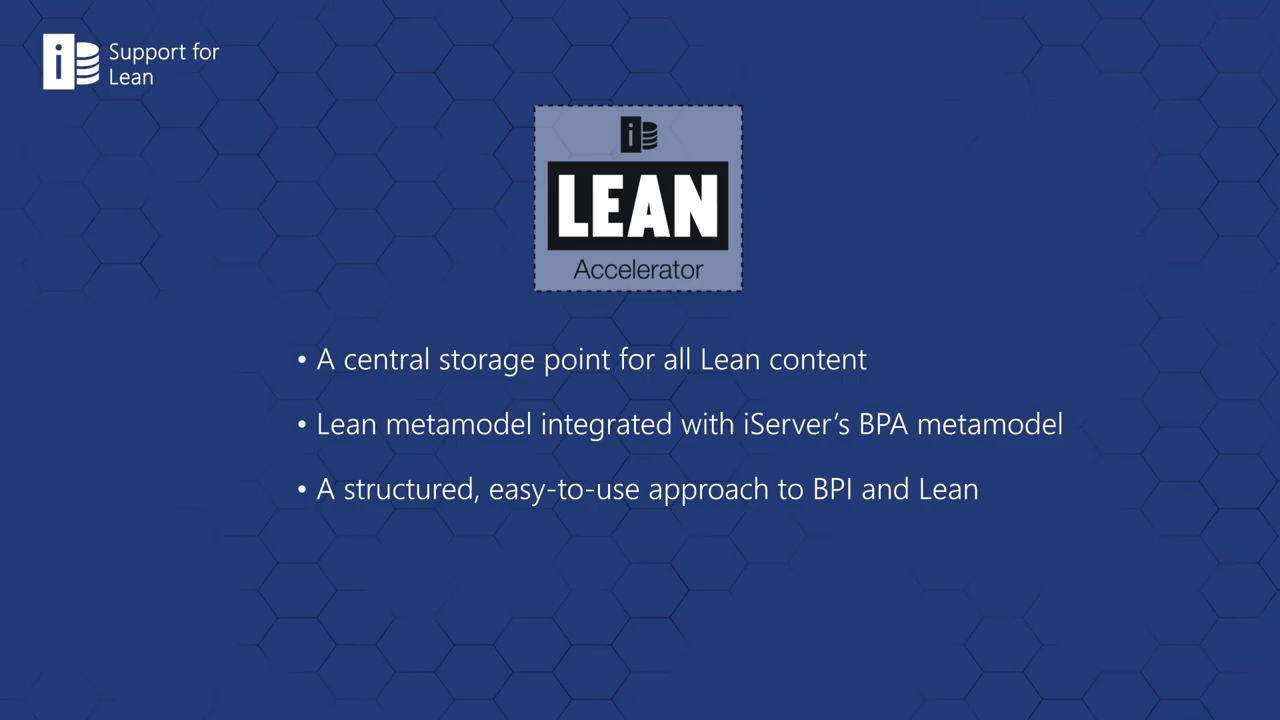 Support for
Lean
LEAN
Accelerator
• A central storage point for all Lean content
• Lean metamodel integrated with iServer’s BPA metamodel
• A structured, easy-to-use approach to BPI and Lean